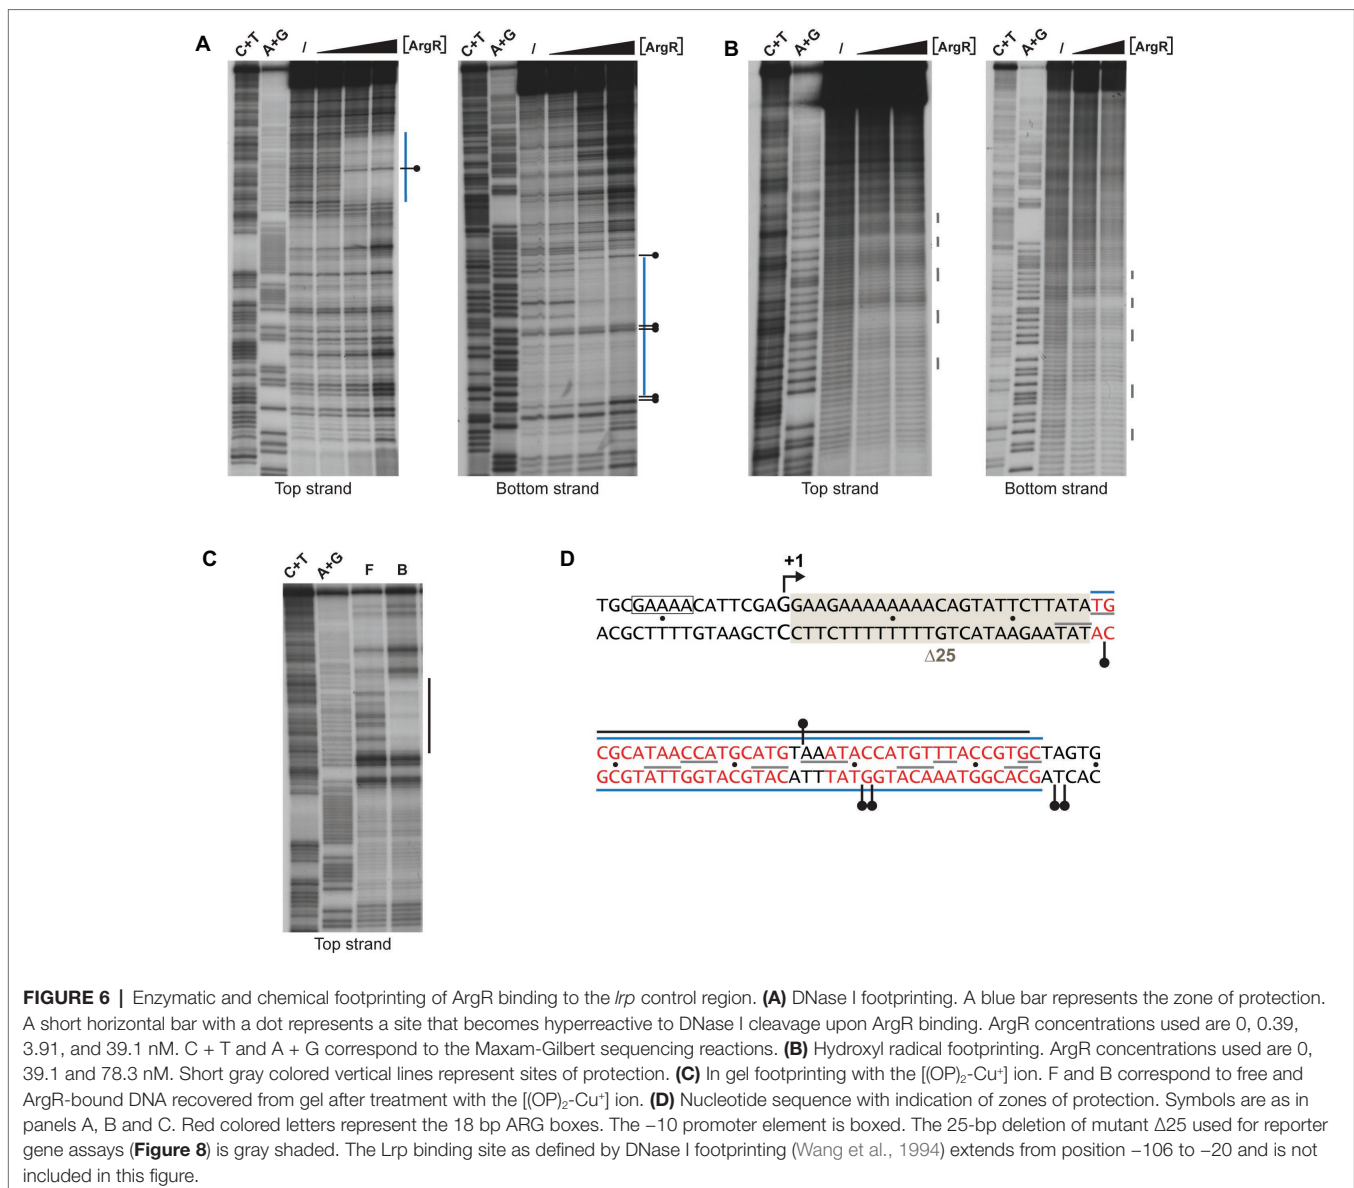 A
C+T A+G / [ArgR]
C+T A+G / [ArgR]
Top strand
Bottom strand
B
C+T A+G / [ArgR]
C+T A+G / [ArgR]
Top strand
Bottom strand
C
C+T A+G F B
Top strand
D
+1
TGCGAAAACATTCGAGGAAGAAAAAAAACAGTATTCTTATATG
ACGCTTTTGTAAGCTCCTTCTTTTTTTTGTCATAAGAATATAC
Δ25
CGCATAACCATGCATGTAAATACCATGTTTACCGTGCTAGTG
GCGTATTGGTACGTACATTTATGGTACAAATGGCACGATCAC
FIGURE 6 | Enzymatic and chemical footprinting of ArgR binding to the lrp control region. (A) DNase I footprinting. A blue bar represents the zone of protection.
A short horizontal bar with a dot represents a site that becomes hyperreactive to DNase I cleavage upon ArgR binding. ArgR concentrations used are 0, 0.39,
3.91, and 39.1 nM. C + T and A + G correspond to the Maxam-Gilbert sequencing reactions. (B) Hydroxyl radical footprinting. ArgR concentrations used are 0,
39.1 and 78.3 nM. Short gray colored vertical lines represent sites of protection. (C) In gel footprinting with the [(OP)₂-Cu⁺] ion. F and B correspond to free and
ArgR-bound DNA recovered from gel after treatment with the [(OP)₂-Cu⁺] ion. (D) Nucleotide sequence with indication of zones of protection. Symbols are as in
panels A, B and C. Red colored letters represent the 18 bp ARG boxes. The −10 promoter element is boxed. The 25-bp deletion of mutant Δ25 used for reporter
gene assays (Figure 8) is gray shaded. The Lrp binding site as defined by DNase I footprinting (Wang et al., 1994) extends from position −106 to −20 and is not
included in this figure.